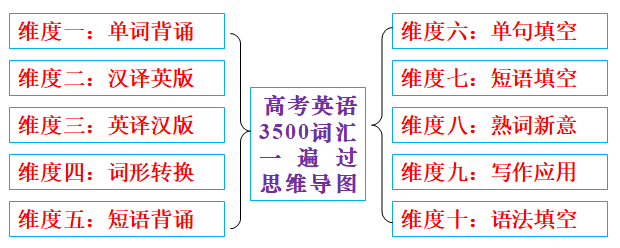 维度一：单词背诵
维度二：汉译英版
维度三：英译汉版
维度四：词形转换
维度五：短语背诵
高考英语
3500词汇
一遍过
思维导图
维度六：单句填空
维度七：短语填空
维度八：熟词新意
维度九：写作应用
维度十：语法填空